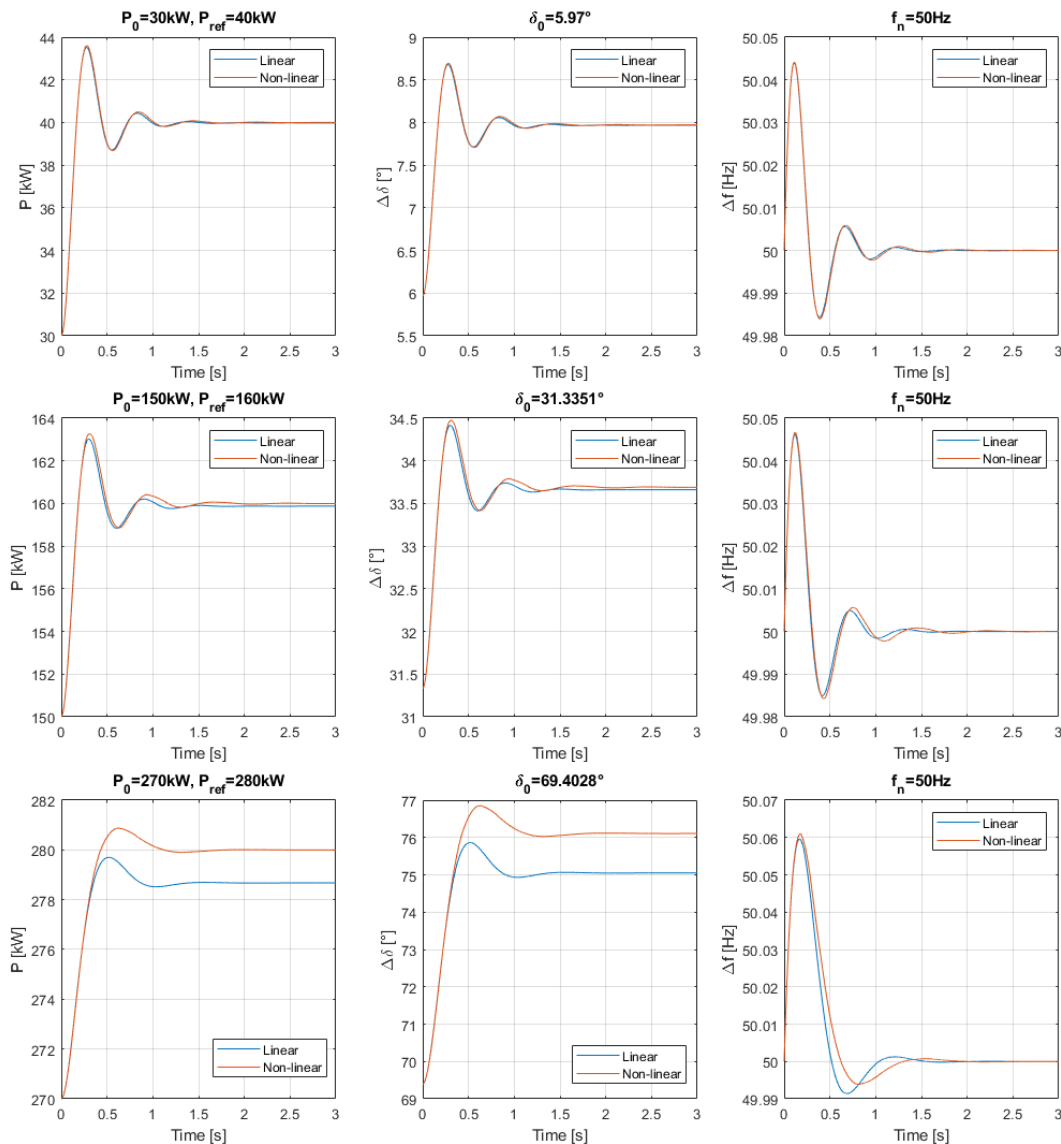 P_0=30kW, P_ref=40kW
P [kW]
44
42
40
38
36
34
32
30
0 0.5 1 1.5 2 2.5 3
Time [s]
Linear
Non-linear
δ_0=5.97°
Δδ [°]
9
8.5
8
7.5
7
6.5
6
5.5
0 0.5 1 1.5 2 2.5 3
Time [s]
Linear
Non-linear
f_n=50Hz
Δf [Hz]
50.05
50.04
50.03
50.02
50.01
50
49.99
49.98
0 0.5 1 1.5 2 2.5 3
Time [s]
Linear
Non-linear
P_0=150kW, P_ref=160kW
P [kW]
164
162
160
158
156
154
152
150
0 0.5 1 1.5 2 2.5 3
Time [s]
Linear
Non-linear
δ_0=31.3351°
Δδ [°]
34.5
34
33.5
33
32.5
32
31.5
31
0 0.5 1 1.5 2 2.5 3
Time [s]
Linear
Non-linear
f_n=50Hz
Δf [Hz]
50.05
50.04
50.03
50.02
50.01
50
49.99
49.98
0 0.5 1 1.5 2 2.5 3
Time [s]
Linear
Non-linear
P_0=270kW, P_ref=280kW
P [kW]
282
280
278
276
274
272
270
0 0.5 1 1.5 2 2.5 3
Time [s]
Linear
Non-linear
δ_0=69.4028°
Δδ [°]
77
76
75
74
73
72
71
70
69
0 0.5 1 1.5 2 2.5 3
Time [s]
Linear
Non-linear
f_n=50Hz
Δf [Hz]
50.07
50.06
50.05
50.04
50.03
50.02
50.01
50
49.99
0 0.5 1 1.5 2 2.5 3
Time [s]
Linear
Non-linear